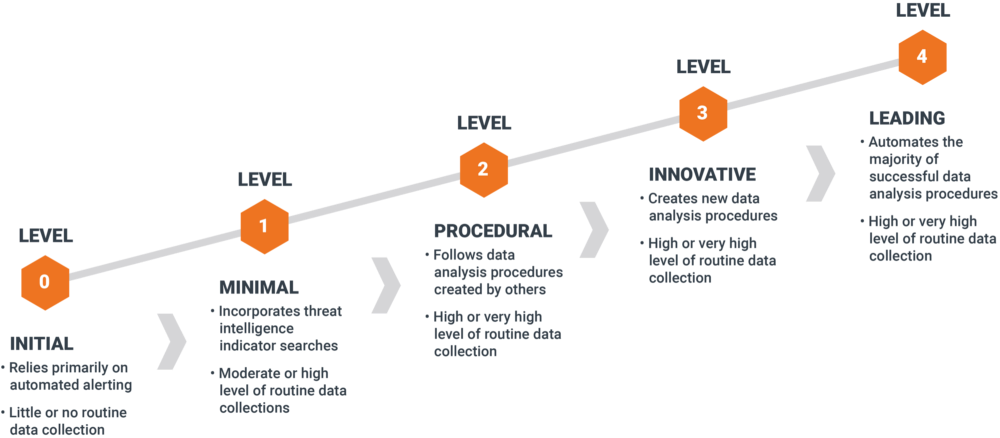 LEVEL
0
INITIAL
• Relies primarily on
automated alerting
• Little or no routine
data collection
LEVEL
1
MINIMAL
• Incorporates threat
intelligence
indicator searches
• Moderate or high
level of routine data
collections
LEVEL
2
PROCEDURAL
• Follows data
analysis procedures
created by others
• High or very high
level of routine data
collection
LEVEL
3
INNOVATIVE
• Creates new data
analysis procedures
• High or very high
level of routine data
collection
LEVEL
4
LEADING
• Automates the
majority of
successful data
analysis procedures
• High or very high
level of routine data
collection